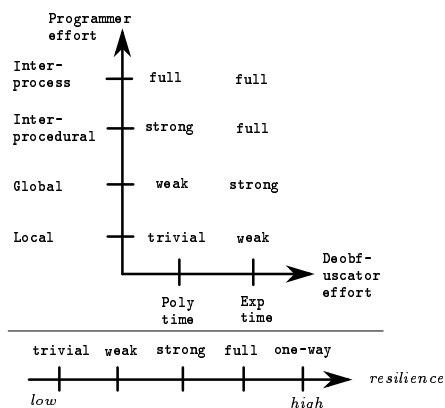 Programmer
effort
Inter-
process
full full
Inter-
procedural
strong full
Global
weak strong
Local
trivial weak
Deobf-
uscator
effort
Poly
time
Exp
time
trivial weak strong full one-way
resilience
low high